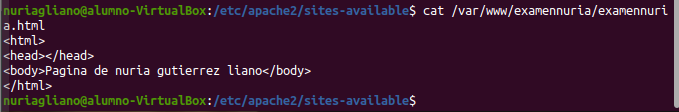 nuriagliano@alumno-VirtualBox:/etc/apache2/sites-available$ cat /var/www/examennuria/examennuri
a.html
<html>
<head></head>
<body>Pagina de nuria gutierrez liano</body>
</html>
nuriagliano@alumno-VirtualBox:/etc/apache2/sites-available$